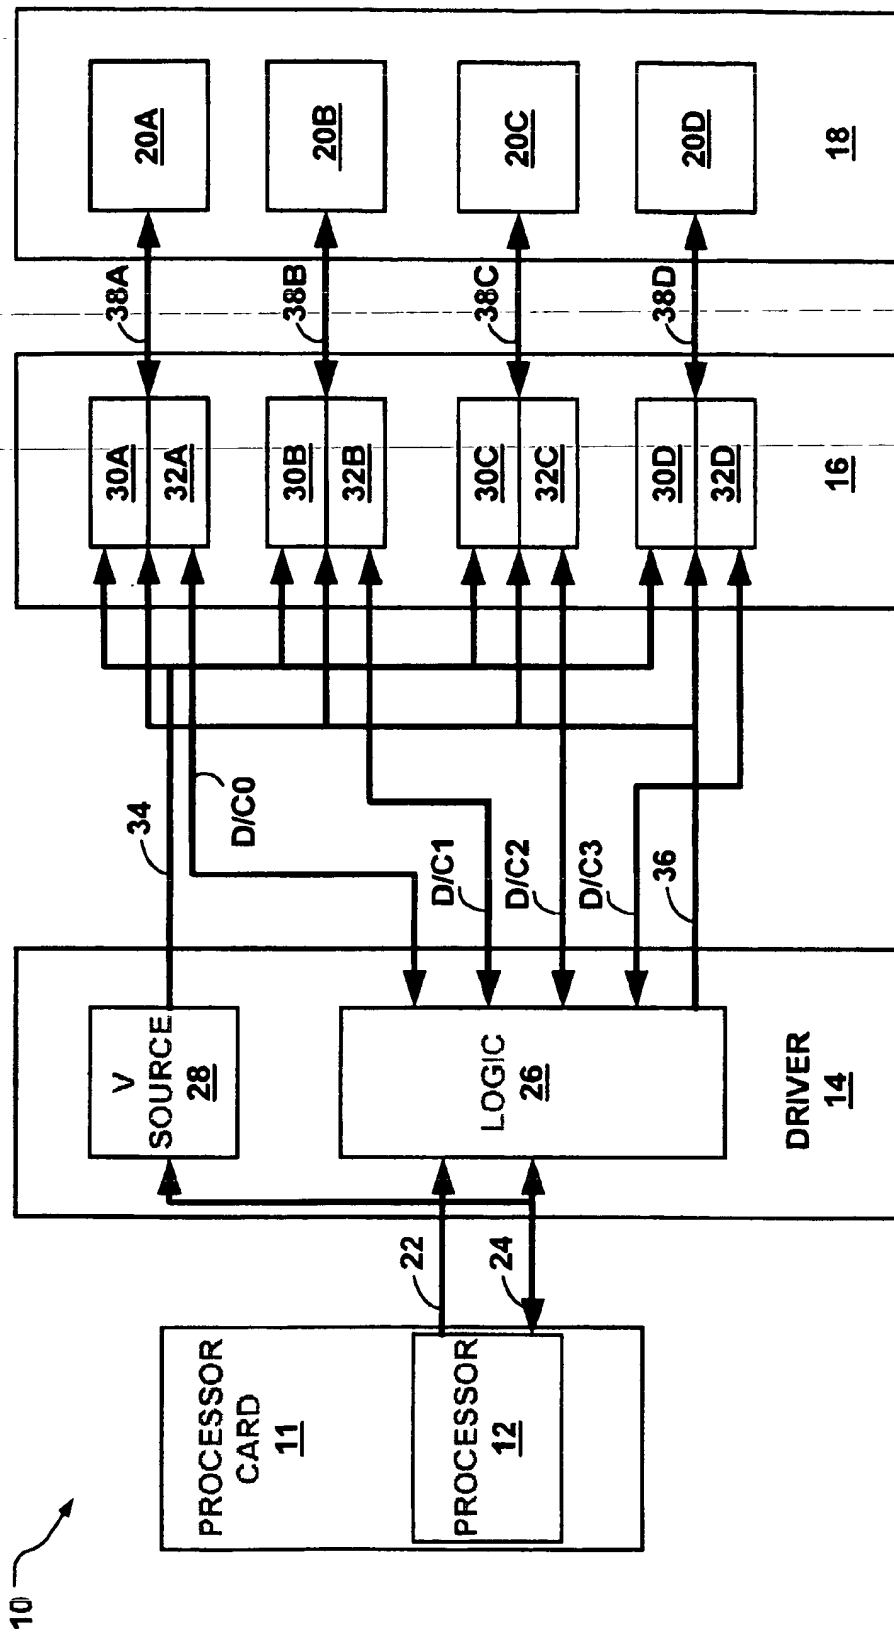 10
PROCESSOR
CARD
11
PROCESSOR
12
22
24
V
SOURCE
28
LOGIC
26
DRIVER
14
34
D/C0
D/C1
D/C2
D/C3
36
30A
32A
30B
32B
30C
32C
30D
32D
16
38A
38B
38C
38D
20A
20B
20C
20D
18